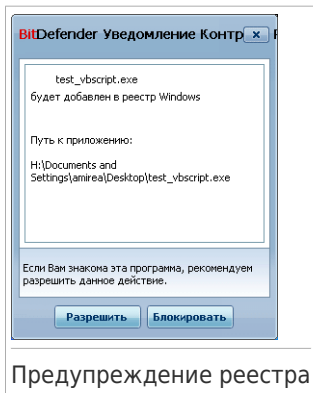 BitDefender Уведомление Контр
test_vbscript.exe
будет добавлен в реестр Windows
Путь к приложению:
H:\Documents and
Settings\amirea\Desktop\test_vbscript.exe
Если Вам знакома эта программа, рекомендуем
разрешить данное действие.
Разрешить Блокировать
Предупреждение реестра